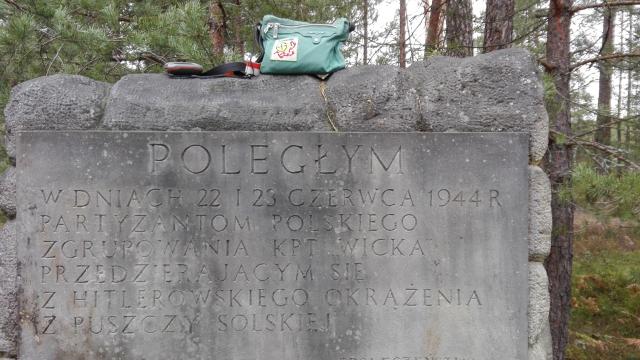 POLEGŁYM
W DNIACH 22 I 23 CZERWCA 1944 R
PARTYZANTOM POLSKIEGO
ZGRUPOWANIA KPT "WICKA"
PRZEDZIERAJĄCYM SIĘ
Z HITLEROWSKIEGO OKRĄŻENIA
Z PUSZCZY SOLSKIEJ